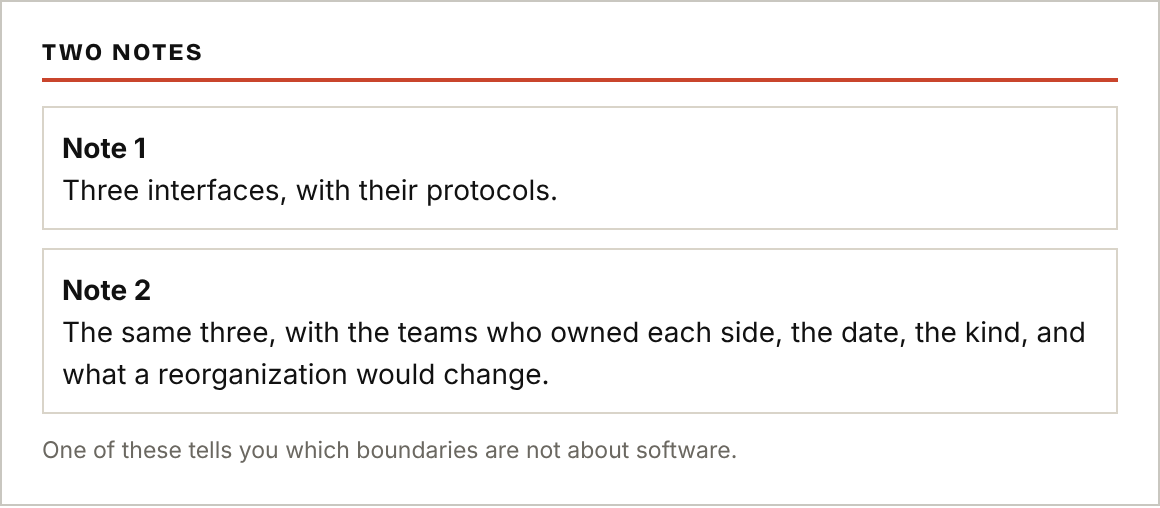 TWO NOTES
Note 1
Three interfaces, with their protocols.
Note 2
The same three, with the teams who owned each side, the date, the kind, and
what a reorganization would change.
One of these tells you which boundaries are not about software.